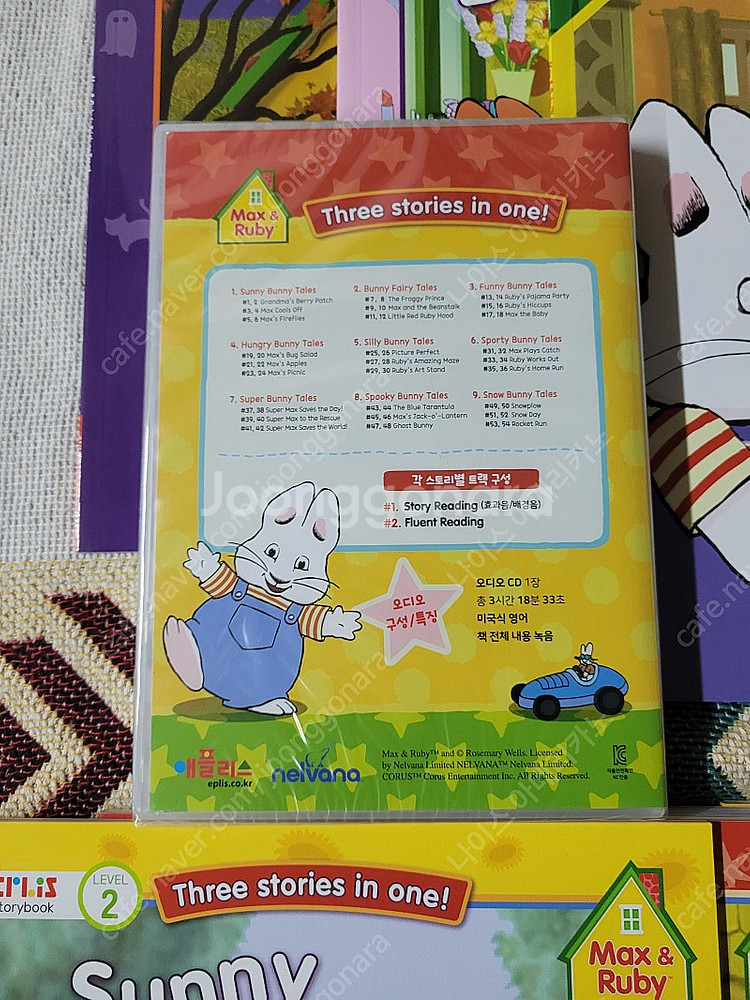 Max &
Ruby™
Three stories in one!
1. Sunny Bunny Tales
#1, 2 Grandma's Berry Patch
#3, 4 Max Cools Off
#5, 6 Max's Fireflies
2. Bunny Fairy Tales
#7, 8 The Froggy Prince
#9, 10 Max and the Beanstalk
#11, 12 Little Red Ruby Hood
3. Funny Bunny Tales
#13, 14 Ruby's Pajama Party
#15, 16 Ruby's Hiccups
#17, 18 Max the Baby
4. Hungry Bunny Tales
#19, 20 Max's Bug Salad
#21, 22 Max's Apples
#23, 24 Max's Picnic
5. Silly Bunny Tales
#25, 26 Picture Perfect
#27, 28 Ruby's Amazing Maze
#29, 30 Ruby's Art Stand
6. Sporty Bunny Tales
#31, 32 Max Plays Catch
#33, 34 Ruby Works Out
#35, 36 Ruby's Home Run
7. Super Bunny Tales
#37, 38 Super Max Saves the Day!
#39, 40 Super Max to the Rescue
#41, 42 Super Max Saves the World!
8. Spooky Bunny Tales
#43, 44 The Blue Tarantula
#45, 46 Max's Jack-o'-Lantern
#47, 48 Ghost Bunny
9. Snow Bunny Tales
#49, 50 Snowplow
#51, 52 Snow Day
#53, 54 Rocket Run
각 스토리별 트랙 구성
#1. Story Reading (효과음/배경음)
#2. Fluent Reading
Joonggonara
오디오
구성/특징
오디오 CD 1장
총 3시간 18분 33초
미국식 영어
책 전체 내용 녹음
애플리스
eplis.co.kr
nelvana
Max & Ruby™ and © Rosemary Wells. Licensed
by Nelvana Limited NELVANA™ Nelvana Limited.
CORUS™ Corus Entertainment Inc. All Rights Reserved.
torybook
LEVEL
2
Three stories in one!
Sunny
Max &
Ruby™